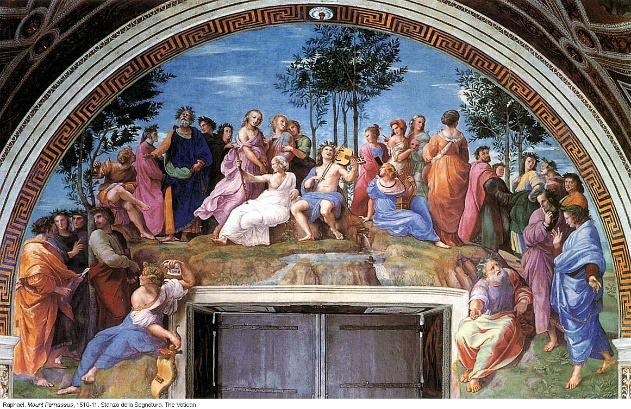 Raphael, Mount Parnassus, 1510-11, Stanza della Segnatura, The Vatican.